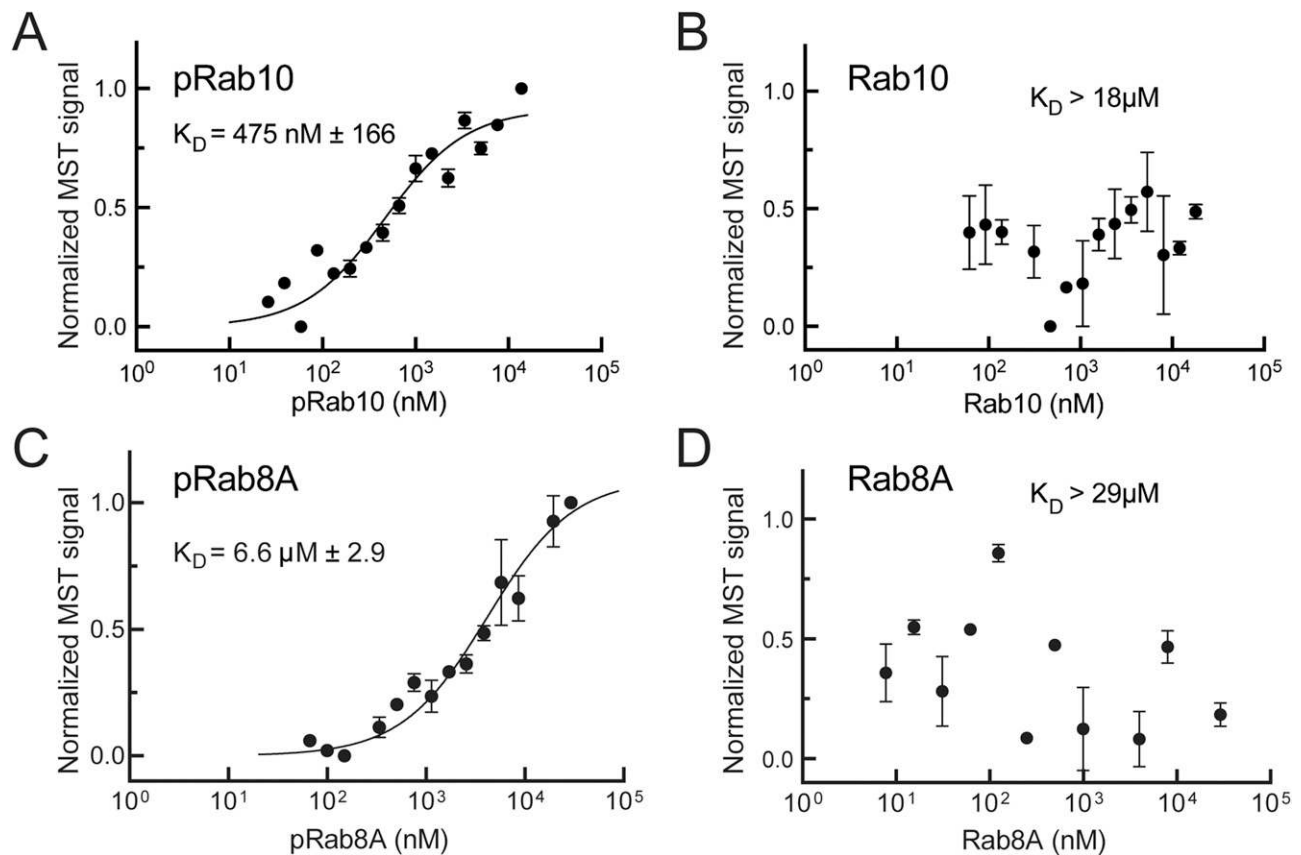 A
pRab10
K_D = 475 nM ± 166
Normalized MST signal
1.0
0.5
0.0
10^0 10^1 10^2 10^3 10^4 10^5
pRab10 (nM)
B
Rab10
K_D > 18µM
Normalized MST signal
1.0
0.5
0.0
10^0 10^1 10^2 10^3 10^4 10^5
Rab10 (nM)
C
pRab8A
K_D = 6.6 µM ± 2.9
Normalized MST signal
1.0
0.5
0.0
10^0 10^1 10^2 10^3 10^4 10^5
pRab8A (nM)
D
Rab8A
K_D > 29µM
Normalized MST signal
1.0
0.5
0.0
10^0 10^1 10^2 10^3 10^4 10^5
Rab8A (nM)